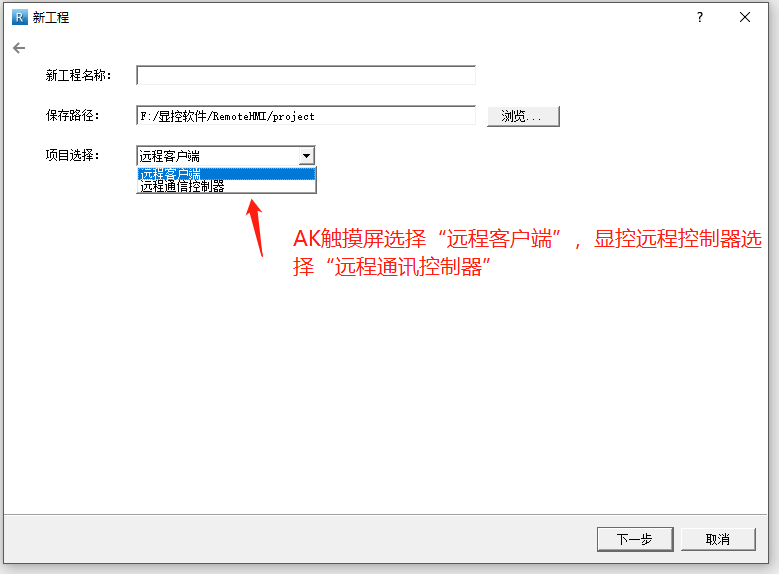 R 新工程 ?
新工程名称:
保存路径: F:/显控软件/RemoteHMI/project 浏览...
项目选择: 远程客户端
远程客户端
远程通信控制器
AK触摸屏选择“远程客户端”，显控远程控制器选
择“远程通讯控制器”
下一步 取消